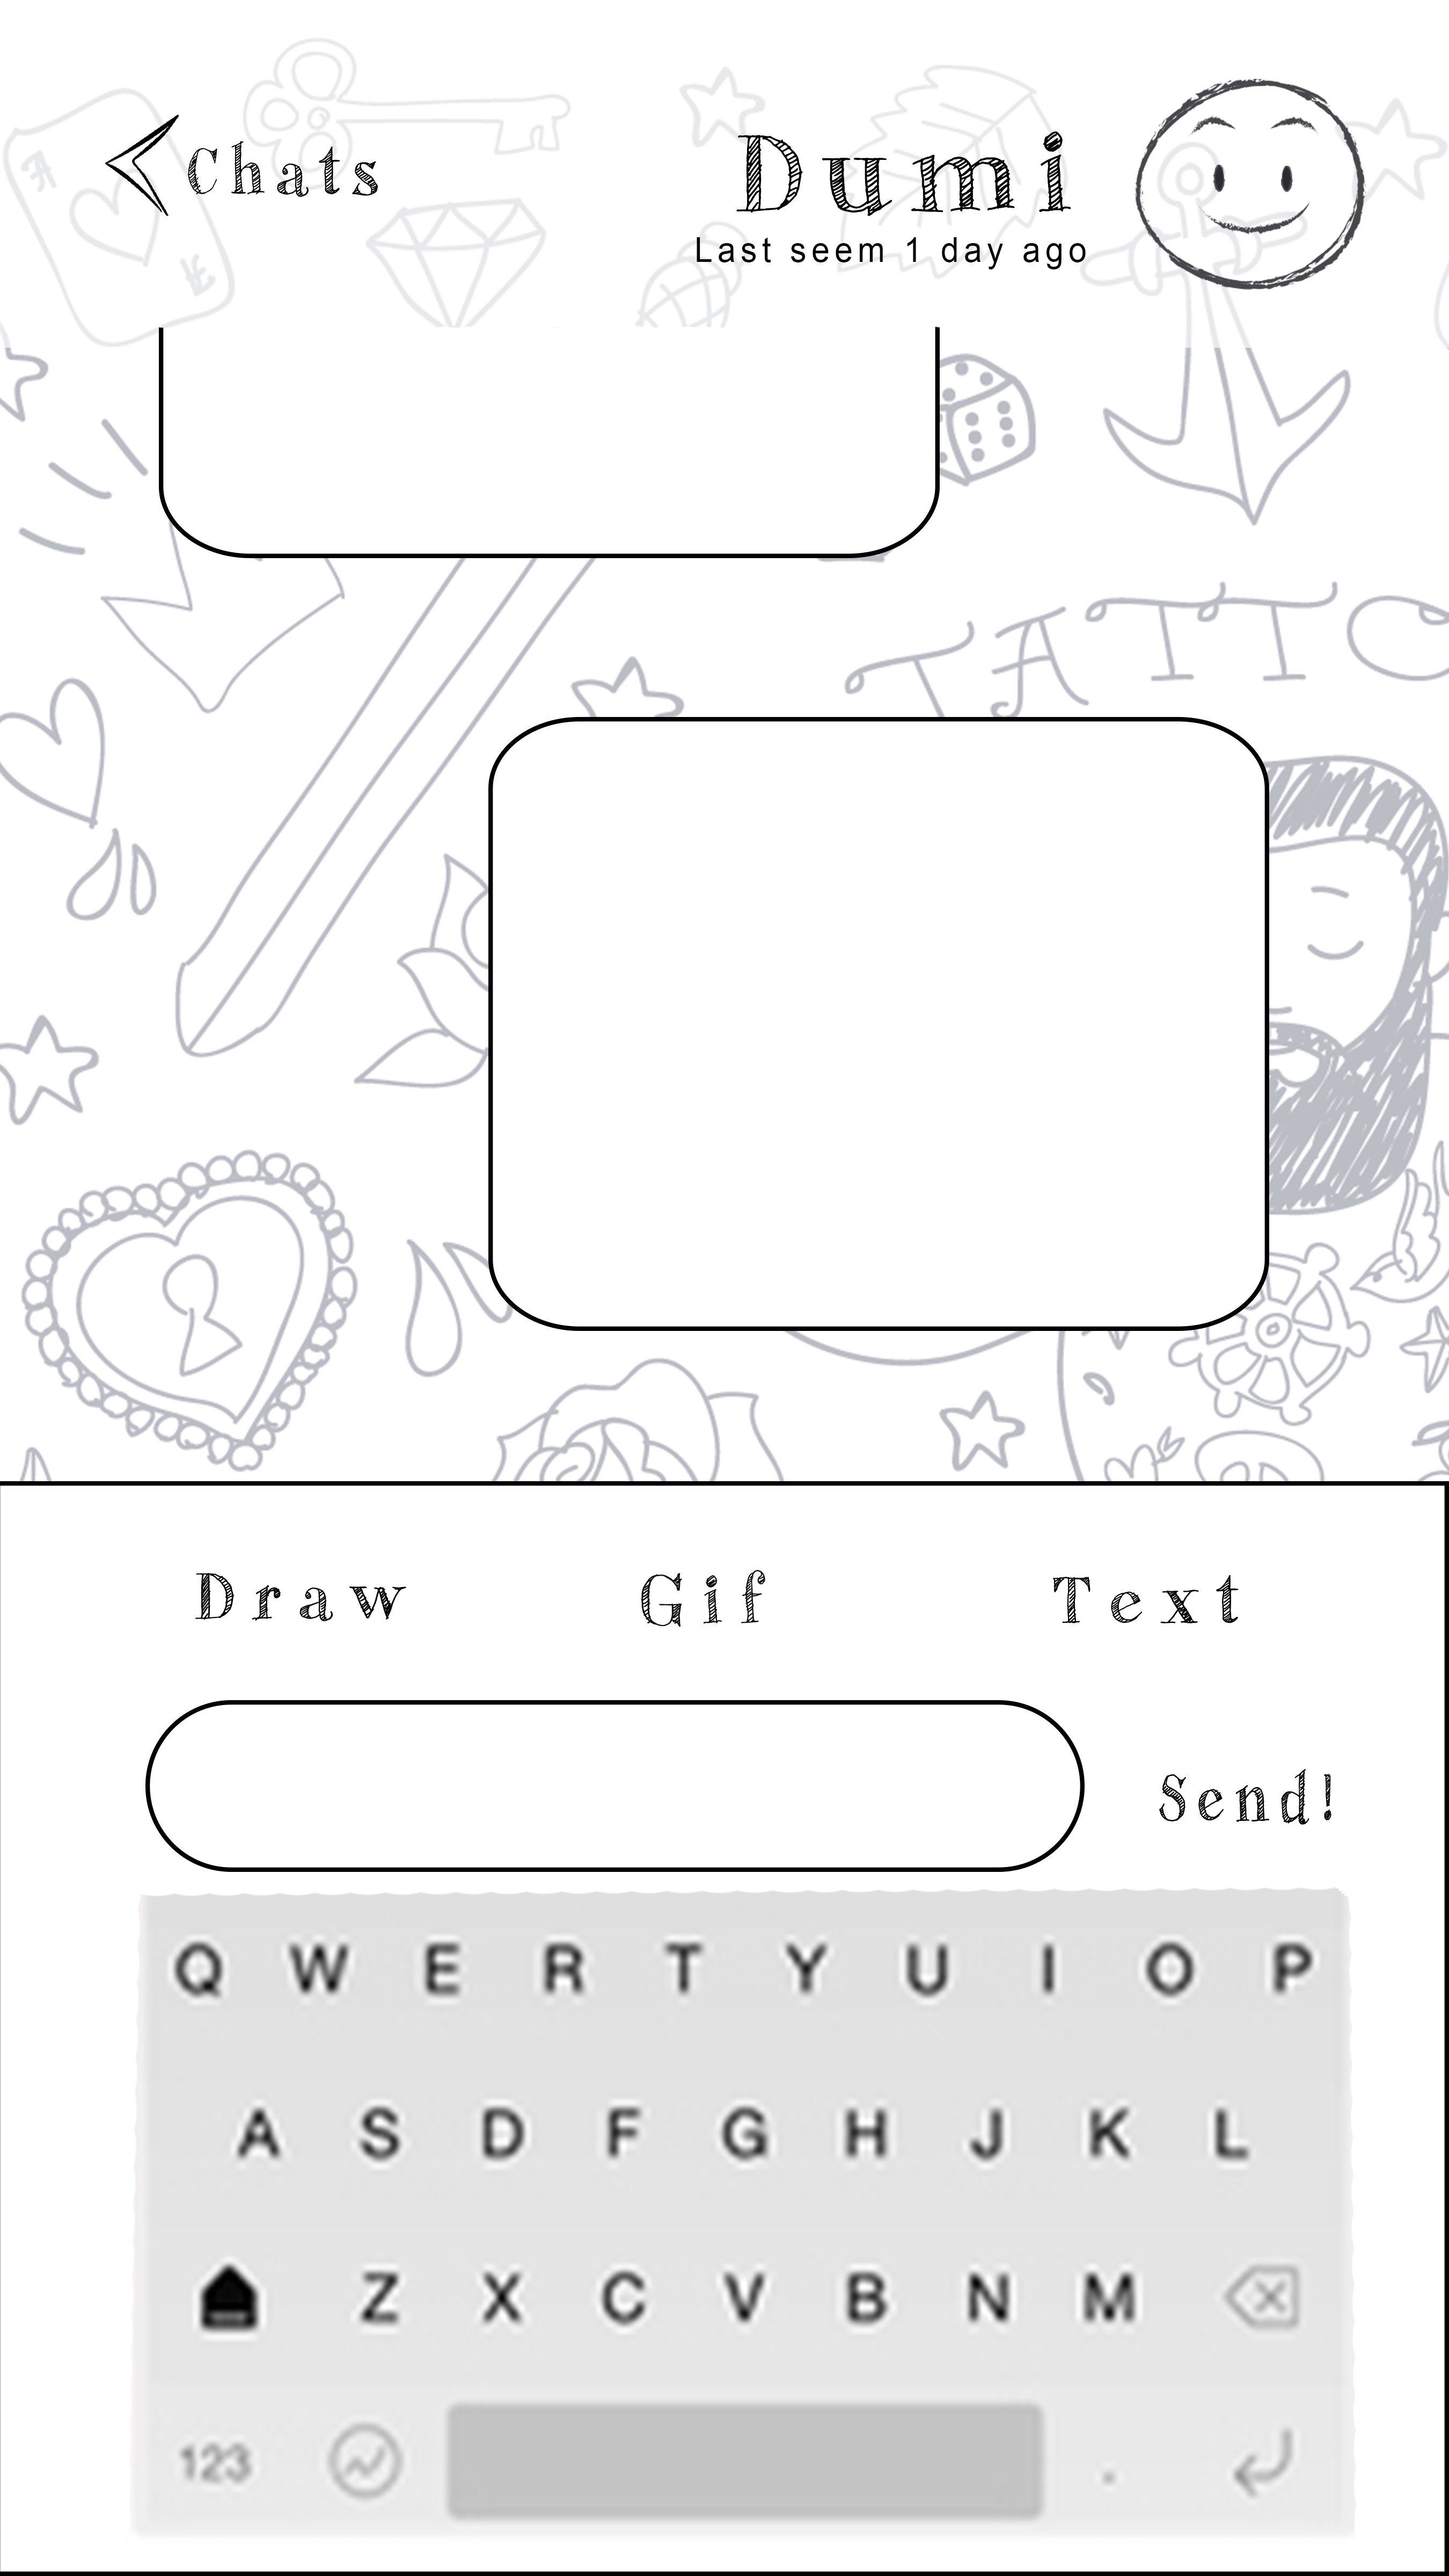 Chats
Dumi
Last seem 1 day ago
TATTO
Draw Gif Text
Send!
Q W E R T Y U I O P
A S D F G H J K L
Z X C V B N M
123 .